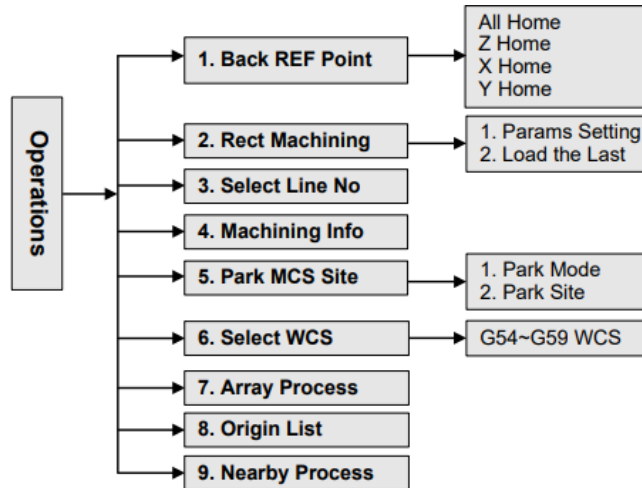 Operations
1. Back REF Point
All Home
Z Home
X Home
Y Home
2. Rect Machining
1. Params Setting
2. Load the Last
3. Select Line No
4. Machining Info
5. Park MCS Site
1. Park Mode
2. Park Site
6. Select WCS
G54~G59 WCS
7. Array Process
8. Origin List
9. Nearby Process